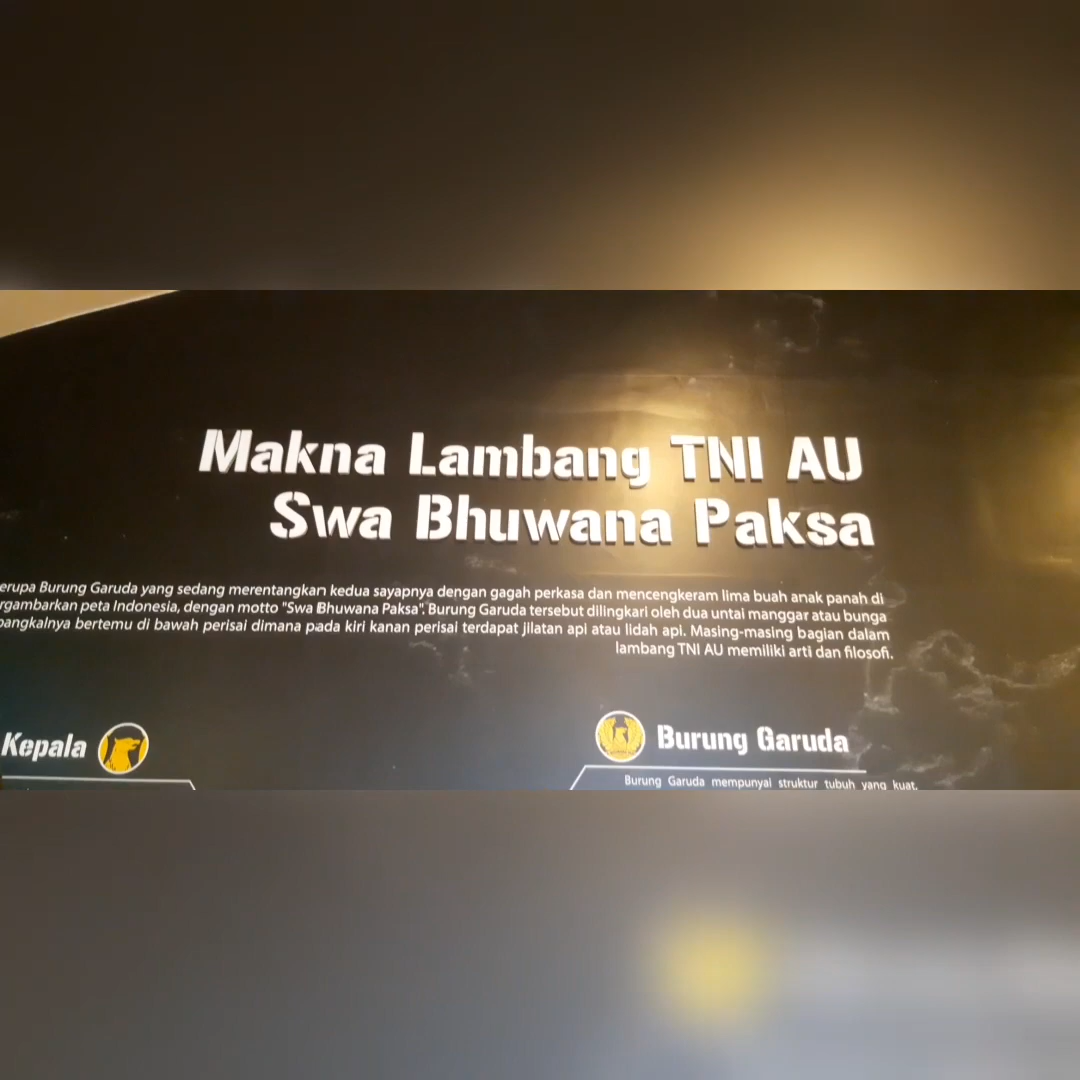 Makna Lambang TNI AU
Swa Bhuwana Paksa
erupa Burung Garuda yang sedang merentangkan kedua sayapnya dengan gagah perkasa dan mencengkeram lima buah anak panah di
rgambarkan peta Indonesia, dengan motto "Swa Bhuwana Paksa". Burung Garuda tersebut dilingkari oleh dua untai manggar atau bunga
pangkalnya bertemu di bawah perisai dimana pada kiri kanan perisai terdapat jilatan api atau lidah api. Masing-masing bagian dalam
lambang TNI AU memiliki arti dan filosofi.
Kepala
Burung Garuda
Burung Garuda mempunyai struktur tubuh yang kuat,